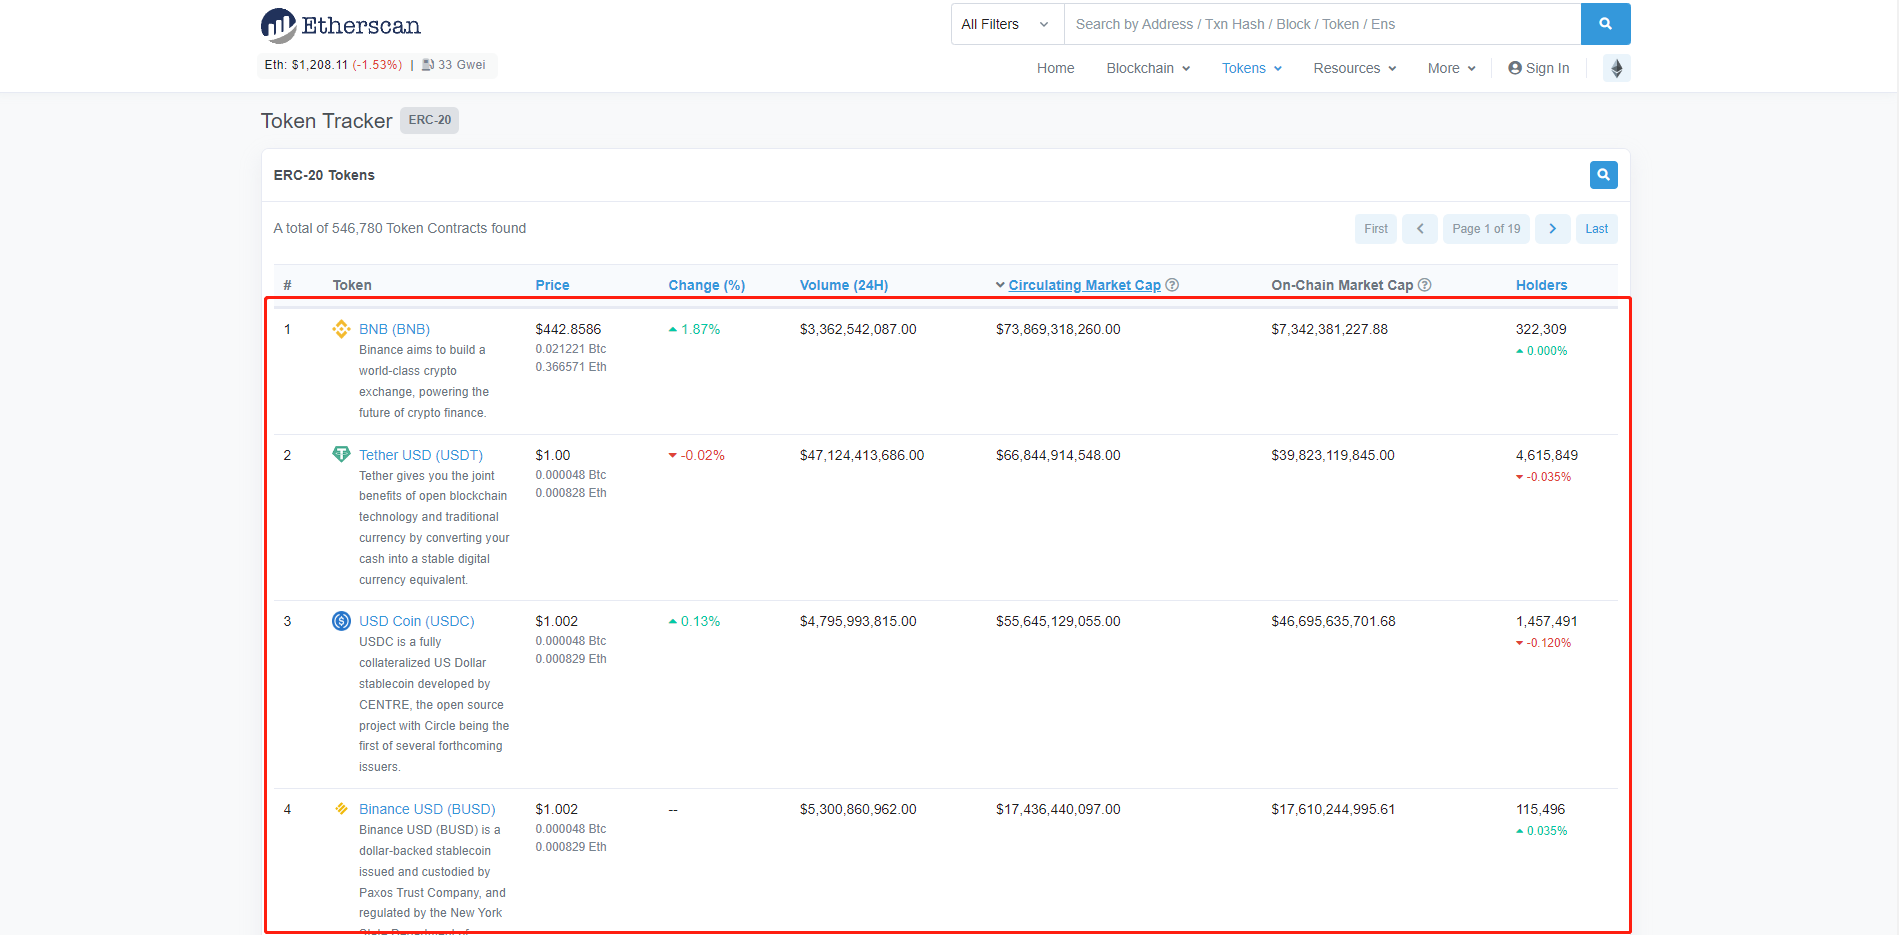 Etherscan
All Filters
Search by Address / Txn Hash / Block / Token / Ens
Eth: $1,208.11 (-1.53%) | 33 Gwei
Home Blockchain Tokens Resources More Sign In
Token Tracker ERC-20
ERC-20 Tokens
A total of 546,780 Token Contracts found
First Page 1 of 19 Last
# Token Price Change (%) Volume (24H) Circulating Market Cap On-Chain Market Cap Holders
1 BNB (BNB) $442.8586 1.87% $3,362,542,087.00 $73,869,318,260.00 $7,342,381,227.88 322,309
Binance aims to build a 0.021221 Btc 0.000%
world-class crypto 0.366571 Eth
exchange, powering the
future of crypto finance.
2 Tether USD (USDT) $1.00 -0.02% $47,124,413,686.00 $66,844,914,548.00 $39,823,119,845.00 4,615,849
Tether gives you the joint 0.000048 Btc -0.035%
benefits of open blockchain 0.000828 Eth
technology and traditional
currency by converting your
cash into a stable digital
currency equivalent.
3 USD Coin (USDC) $1.002 0.13% $4,795,993,815.00 $55,645,129,055.00 $46,695,635,701.68 1,457,491
USDC is a fully 0.000048 Btc -0.120%
collateralized US Dollar 0.000829 Eth
stablecoin developed by
CENTRE, the open source
project with Circle being the
first of several forthcoming
issuers.
4 Binance USD (BUSD) $1.002 -- $5,300,860,962.00 $17,436,440,097.00 $17,610,244,995.61 115,496
Binance USD (BUSD) is a 0.000048 Btc 0.035%
dollar-backed stablecoin 0.000829 Eth
issued and custodied by
Paxos Trust Company, and
regulated by the New York
State Department of